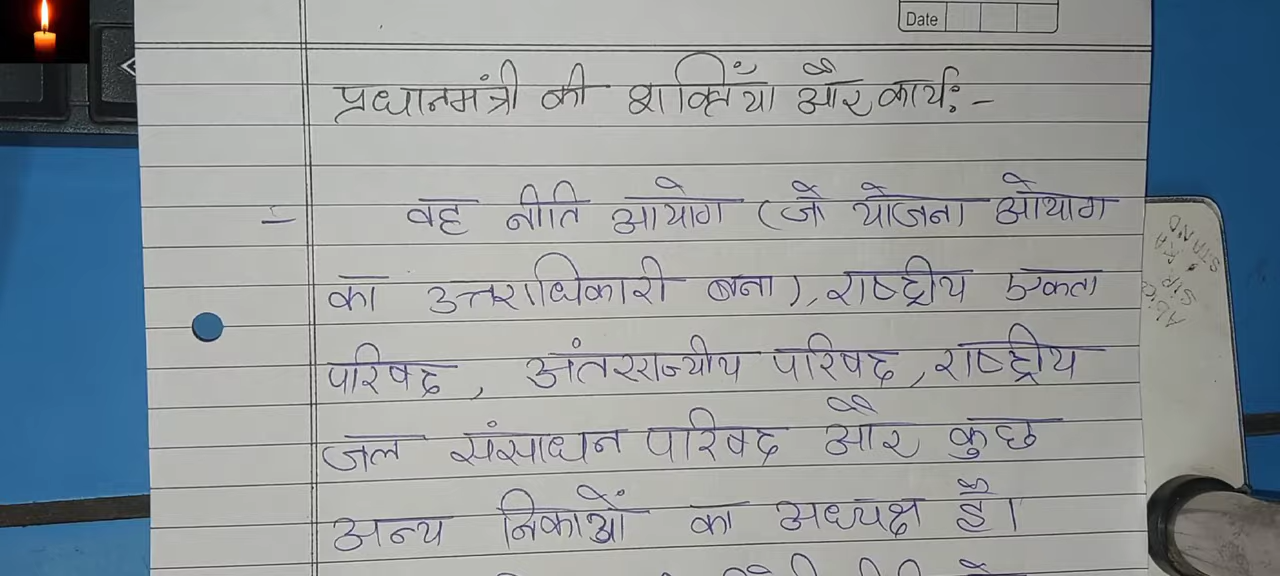 Date
प्रधानमंत्री की शक्तियाँ और कार्य:-
- वह नीति आयोग (जो योजना ओयाग
का उत्तराधिकारी बना), राष्ट्रीय एकता
परिषद, अंतरराज्यीय परिषद, राष्ट्रीय
जल संसाधन परिषद और कुछ
अन्य निकाओं का अध्यक्ष है।